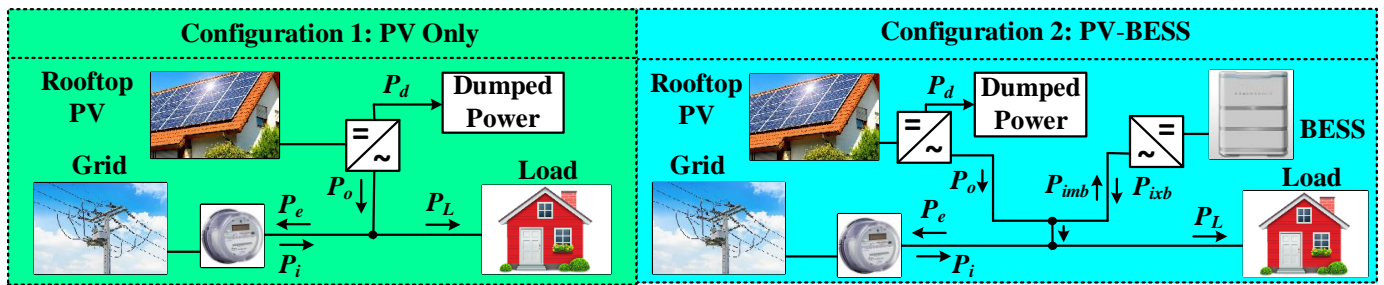 Configuration 1: PV Only
Rooftop
PV
P_d
Dumped
Power
=
~
Grid
P_o
Load
P_e
P_L
P_i
Configuration 2: PV-BESS
Rooftop
PV
P_d
Dumped
Power
=
~
=
~
BESS
Grid
P_o
P_imb
P_ixb
Load
P_e
P_L
P_i